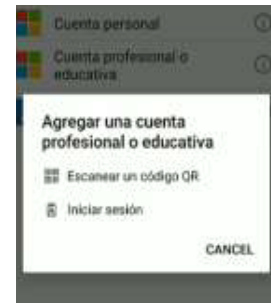 Cuenta personal
Cuenta profesional o
educativa
Agregar una cuenta
profesional o educativa
Escanear un código QR
Iniciar sesión
CANCEL